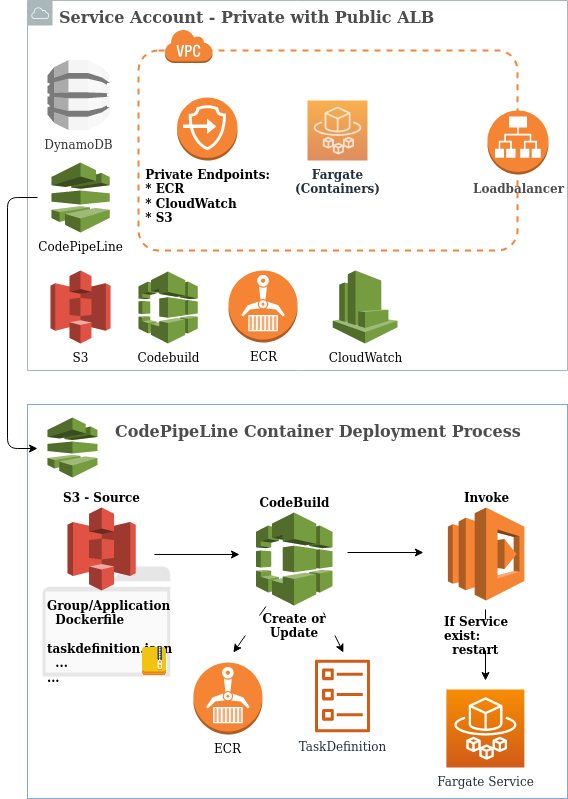 Service Account - Private with Public ALB
VPC
DynamoDB
Private Endpoints:
* ECR
* CloudWatch
* S3
Fargate
(Containers)
Loadbalancer
CodePipeLine
S3
Codebuild
ECR
CloudWatch
CodePipeLine Container Deployment Process
S3 - Source
CodeBuild
Invoke
Group/Application
Dockerfile
taskdefinition.json
...
...
Create or
Update
If Service
exist:
restart
ECR
TaskDefinition
Fargate Service